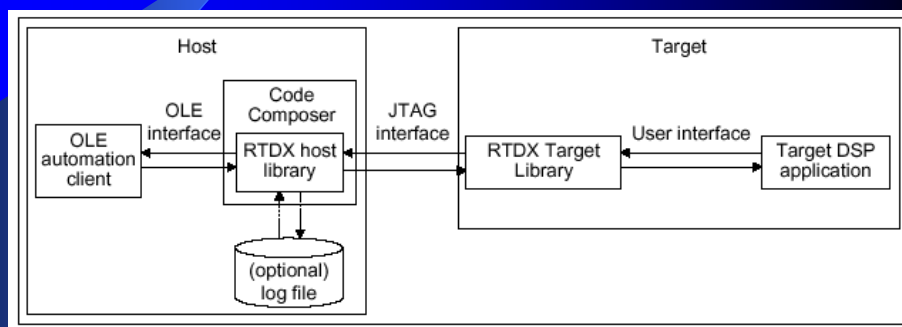 Host
Target
Code
Composer
OLE
interface
JTAG
interface
OLE
automation
client
RTDX host
library
RTDX Target
Library
User interface
Target DSP
application
(optional)
log file